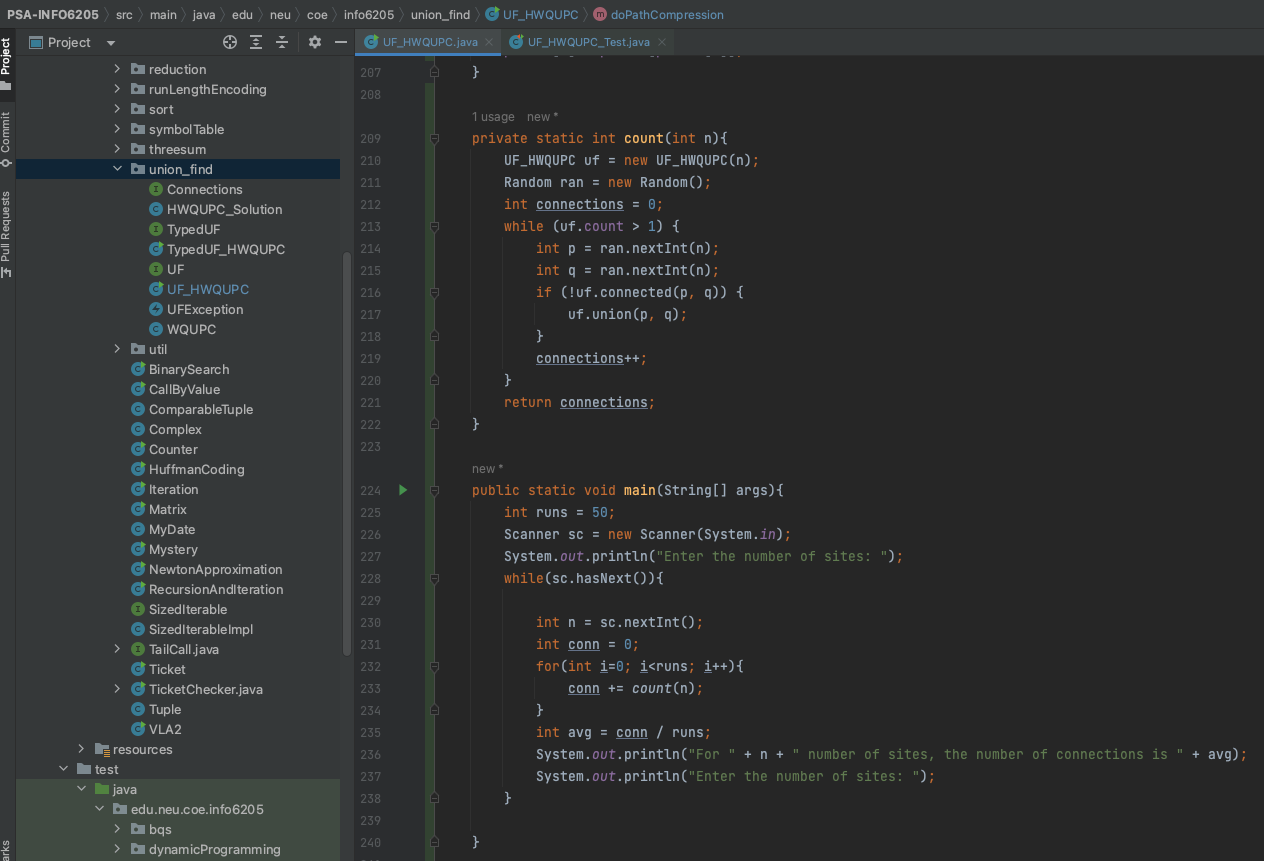 PSA-INFO6205 › src › main › java › edu › neu › coe › info6205 › union_find › UF_HWQUPC › doPathCompression
Project
UF_HWQUPC.java
UF_HWQUPC_Test.java
Project
Commit
Pull Requests
reduction
runLengthEncoding
sort
symbolTable
threesum
union_find
Connections
HWQUPC_Solution
TypedUF
TypedUF_HWQUPC
UF
UF_HWQUPC
UFException
WQUPC
util
BinarySearch
CallByValue
ComparableTuple
Complex
Counter
HuffmanCoding
Iteration
Matrix
MyDate
Mystery
NewtonApproximation
RecursionAndIteration
SizedIterable
SizedIterableImpl
TailCall.java
Ticket
TicketChecker.java
Tuple
VLA2
resources
test
java
edu.neu.coe.info6205
bqs
dynamicProgramming
207 }
208
1 usage new *
209 private static int count(int n){
210 UF_HWQUPC uf = new UF_HWQUPC(n);
211 Random ran = new Random();
212 int connections = 0;
213 while (uf.count > 1) {
214 int p = ran.nextInt(n);
215 int q = ran.nextInt(n);
216 if (!uf.connected(p, q)) {
217 uf.union(p, q);
218 }
219 connections++;
220 }
221 return connections;
222 }
223
new *
224 public static void main(String[] args){
225 int runs = 50;
226 Scanner sc = new Scanner(System.in);
227 System.out.println("Enter the number of sites: ");
228 while(sc.hasNext()){
229
230 int n = sc.nextInt();
231 int conn = 0;
232 for(int i=0; i<runs; i++){
233 conn += count(n);
234 }
235 int avg = conn / runs;
236 System.out.println("For " + n + " number of sites, the number of connections is " + avg);
237 System.out.println("Enter the number of sites: ");
238 }
239
240 }